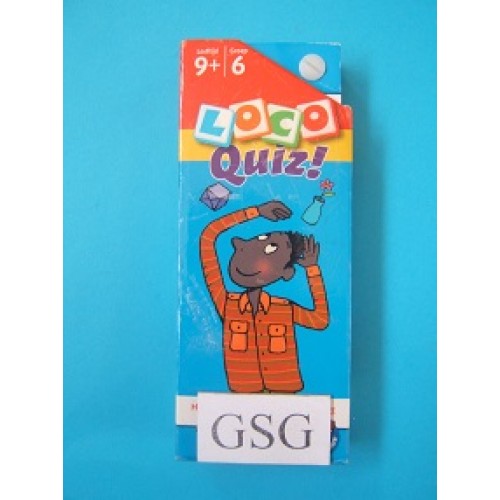 Leeftijd Groep
9+ 6
LOCO
Quiz!
GSG